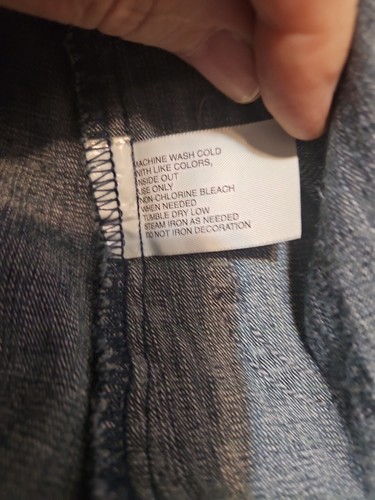 MACHINE WASH COLD
WITH LIKE COLORS,
INSIDE OUT
USE ONLY
NON-CHLORINE BLEACH
WHEN NEEDED
TUMBLE DRY LOW
STEAM IRON AS NEEDED
DO NOT IRON DECORATION